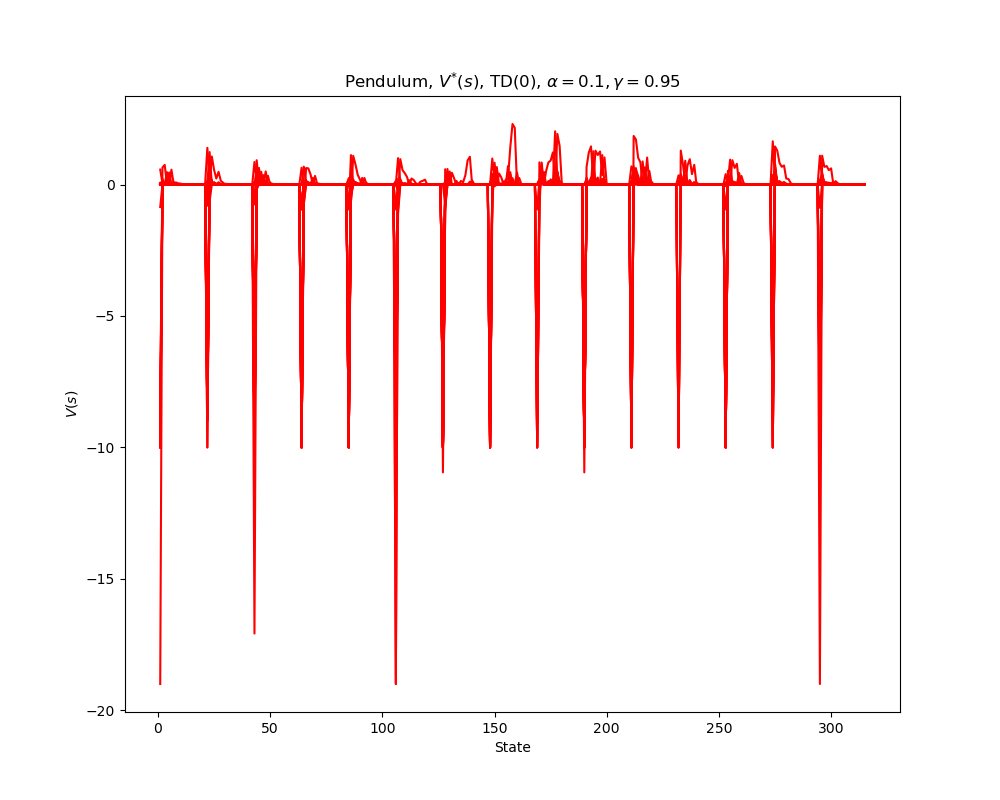 Pendulum, V*(s), TD(0), α = 0.1, γ = 0.95
0
−5
−10
−15
−20
V(s)
0 50 100 150 200 250 300
State